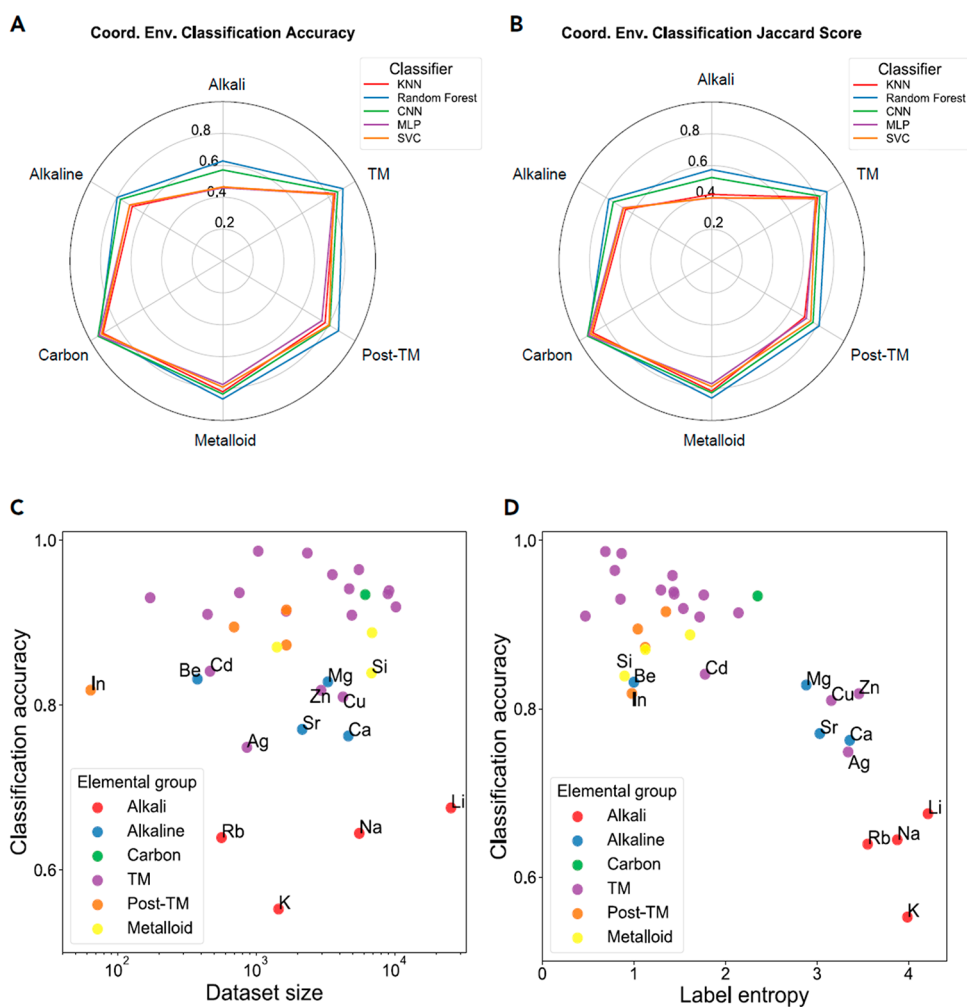 A
Coord. Env. Classification Accuracy
Classifier
KNN
Random Forest
CNN
MLP
SVC
Alkali
TM
Post-TM
Metalloid
Carbon
Alkaline
0,8
0,6
0,4
0,2
B
Coord. Env. Classification Jaccard Score
Classifier
KNN
Random Forest
CNN
MLP
SVC
Alkali
TM
Post-TM
Metalloid
Carbon
Alkaline
0,8
0,6
0,4
0,2
C
Classification accuracy
1.0
0.8
0.6
In
Be
Cd
Mg
Si
Zn
Cu
Sr
Ca
Ag
Li
Rb
Na
K
Elemental group
Alkali
Alkaline
Carbon
TM
Post-TM
Metalloid
10²
10³
10⁴
Dataset size
D
Classification accuracy
1.0
0.8
0.6
Si
Be
In
Cd
Mg
Cu
Zn
Sr
Ca
Ag
Li
Rb
Na
K
Elemental group
Alkali
Alkaline
Carbon
TM
Post-TM
Metalloid
0
1
2
3
4
Label entropy